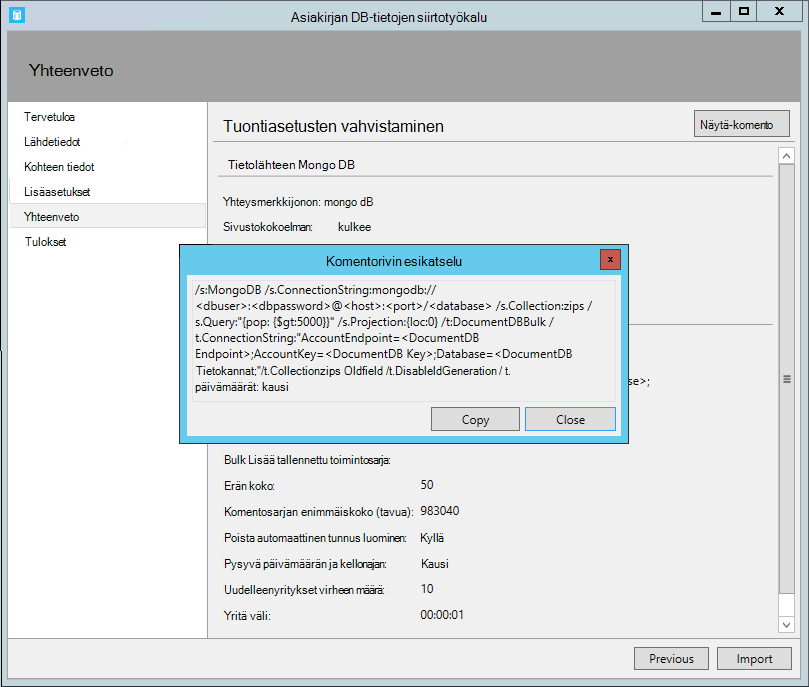 Asiakirjan DB-tietojen siirtotyökalu
Yhteenveto
Tervetuloa
Lähdetiedot
Kohteen tiedot
Lisäasetukset
Yhteenveto
Tulokset
Tuontiasetusten vahvistaminen
Näytä-komento
Tietolähteen Mongo DB
Yhteysmerkkijonon: mongo dB
Sivustokokoelman: kulkee
Komentorivin esikatselu
x
/s:MongoDB /s.ConnectionString:mongodb://
<dbuser>:<dbpassword>@<host>:<port>/<database> /s.Collection:zips /
s.Query:"{pop: {$gt:5000}}" /s.Projection:{loc:0} /t:DocumentDBBulk /
t.ConnectionString:"AccountEndpoint=<DocumentDB
Endpoint>;AccountKey=<DocumentDB Key>;Database=<DocumentDB
Tietokannat;"/t.Collectionzips Oldfield /t.DisableIdGeneration / t.
päivämäärät: kausi
se>;
Copy
Close
Bulk Lisää tallennettu toimintosarja:
Erän koko: 50
Komentosarjan enimmäiskoko (tavua): 983040
Poista automaattinen tunnus luominen: Kyllä
Pysyvä päivämäärän ja kellonajan: Kausi
Uudelleenyritykset virheen määrä: 10
Yritä väli: 00:00:01
Previous
Import